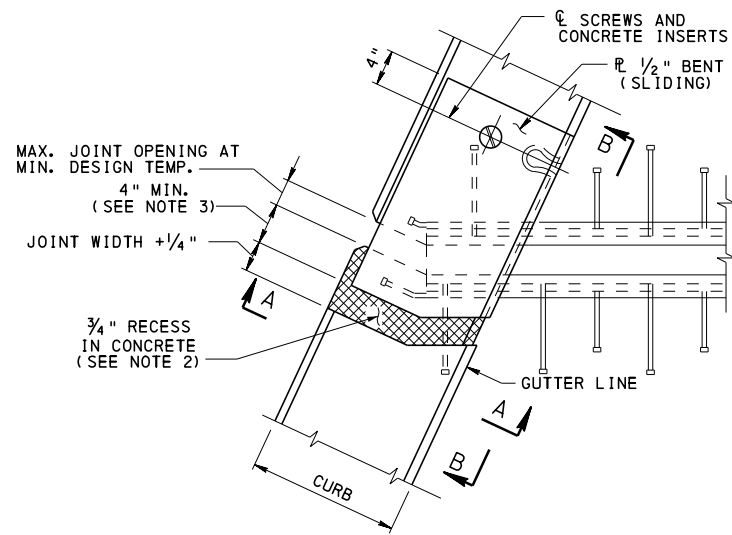 ℄ SCREWS AND
CONCRETE INSERTS
4"
℄ 1/2" BENT
(SLIDING)
B
MAX. JOINT OPENING AT
MIN. DESIGN TEMP.
4" MIN.
(SEE NOTE 3)
JOINT WIDTH +1/4"
A
3/4" RECESS
IN CONCRETE
(SEE NOTE 2)
GUTTER LINE
A
B
CURB